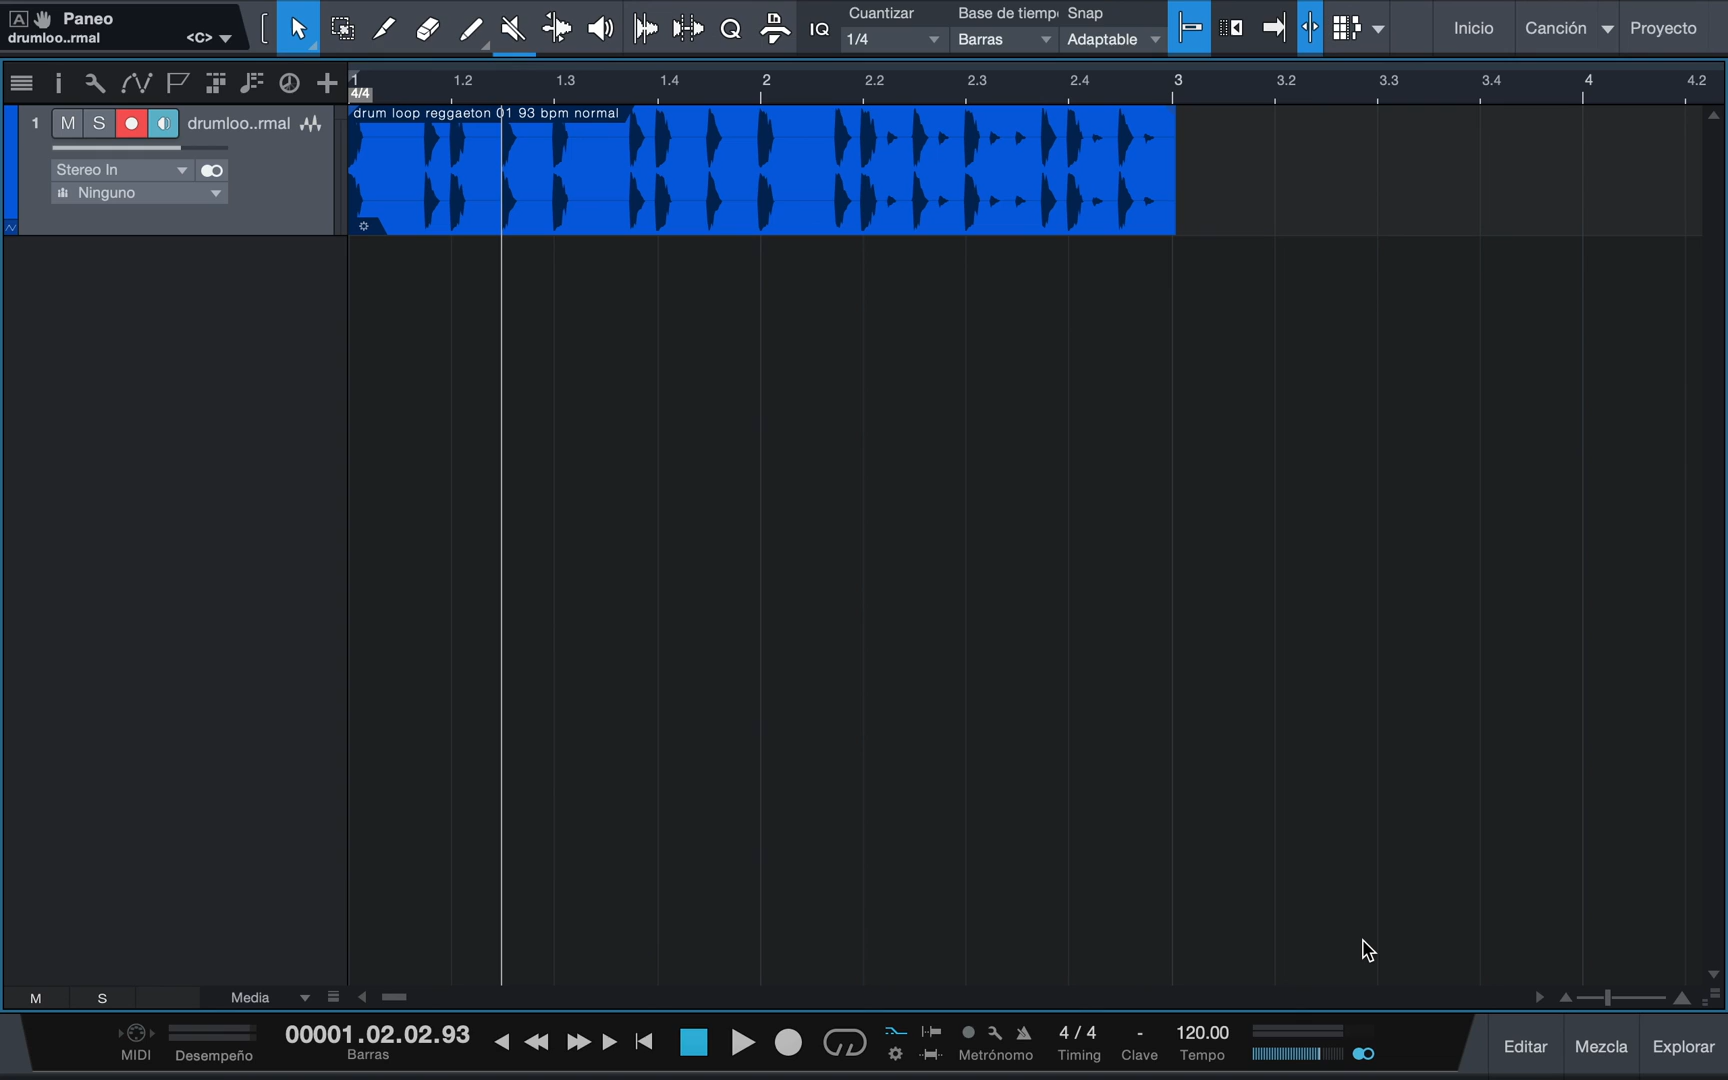 A Paneo
drumloo..rmal <C>
IQ
Cuantizar
1/4
Base de tiemp
Barras
Snap
Adaptable
Inicio
Canción
Proyecto
1 1.2 1.3 1.4 2 2.2 2.3 2.4 3 3.2 3.3 3.4 4 4.2
4/4
1 M S drumloo...rmal
Stereo In
Ninguno
drum loop reggaeton 01 93 bpm normal
M S Media
MIDI
Desempeño
00001.02.02.93
Barras
Metrónomo
4 / 4
Timing
-
Clave
120.00
Tempo
Editar
Mezcla
Explorar